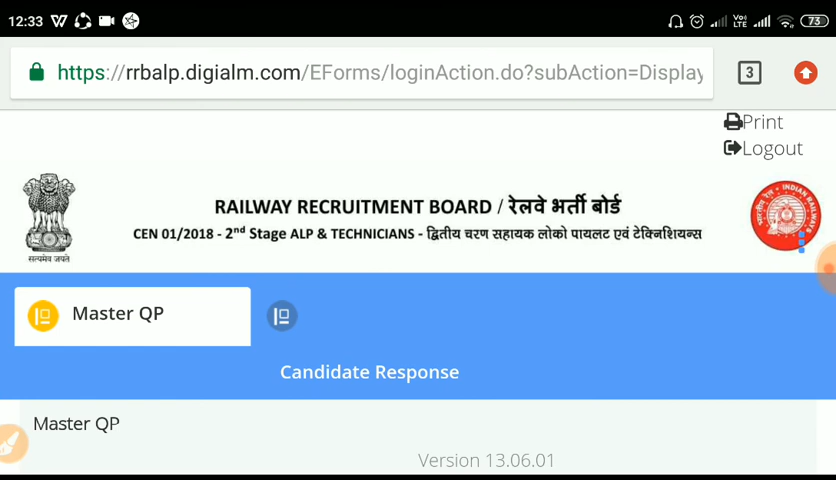 12:33
Vo)
LTE
73
https://rrbalp.digialm.com/EForms/loginAction.do?subAction=Display
3
Print
Logout
RAILWAY RECRUITMENT BOARD / रेलवे भर्ती बोर्ड
CEN 01/2018 - 2nd Stage ALP & TECHNICIANS - द्वितीय चरण सहायक लोको पायलट एवं टेक्निशियन्स
सत्यमेव जयते
INDIAN RAILWAYS
Master QP
Candidate Response
Master QP
Version 13.06.01